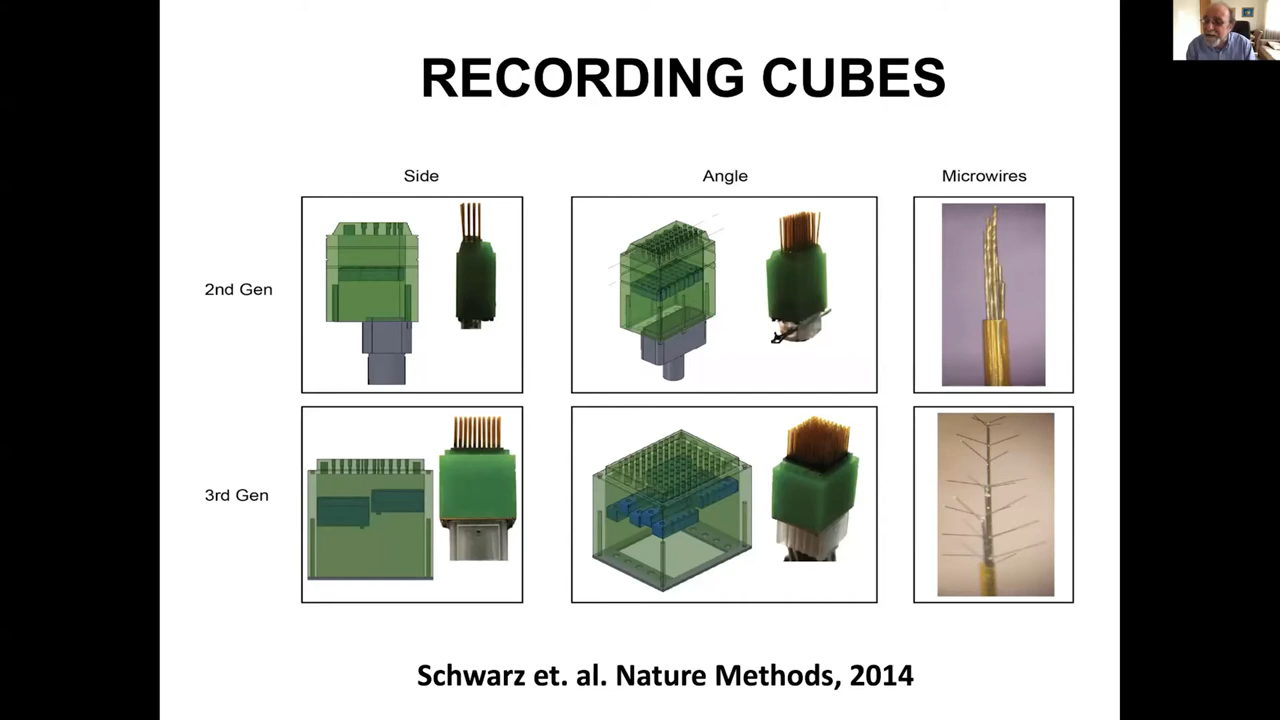 RECORDING CUBES
Side Angle Microwires
2nd Gen
3rd Gen
Schwarz et. al. Nature Methods, 2014